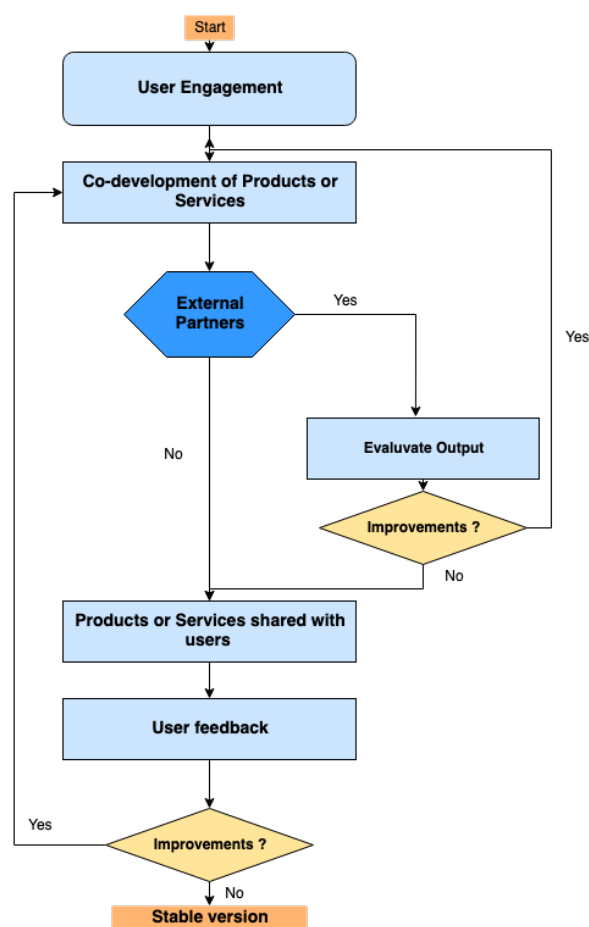 Start
User Engagement
Co-development of Products or
Services
External
Partners
Yes
Yes
No
Evaluvate Output
Improvements ?
No
Products or Services shared with
users
User feedback
Yes
Improvements ?
No
Stable version